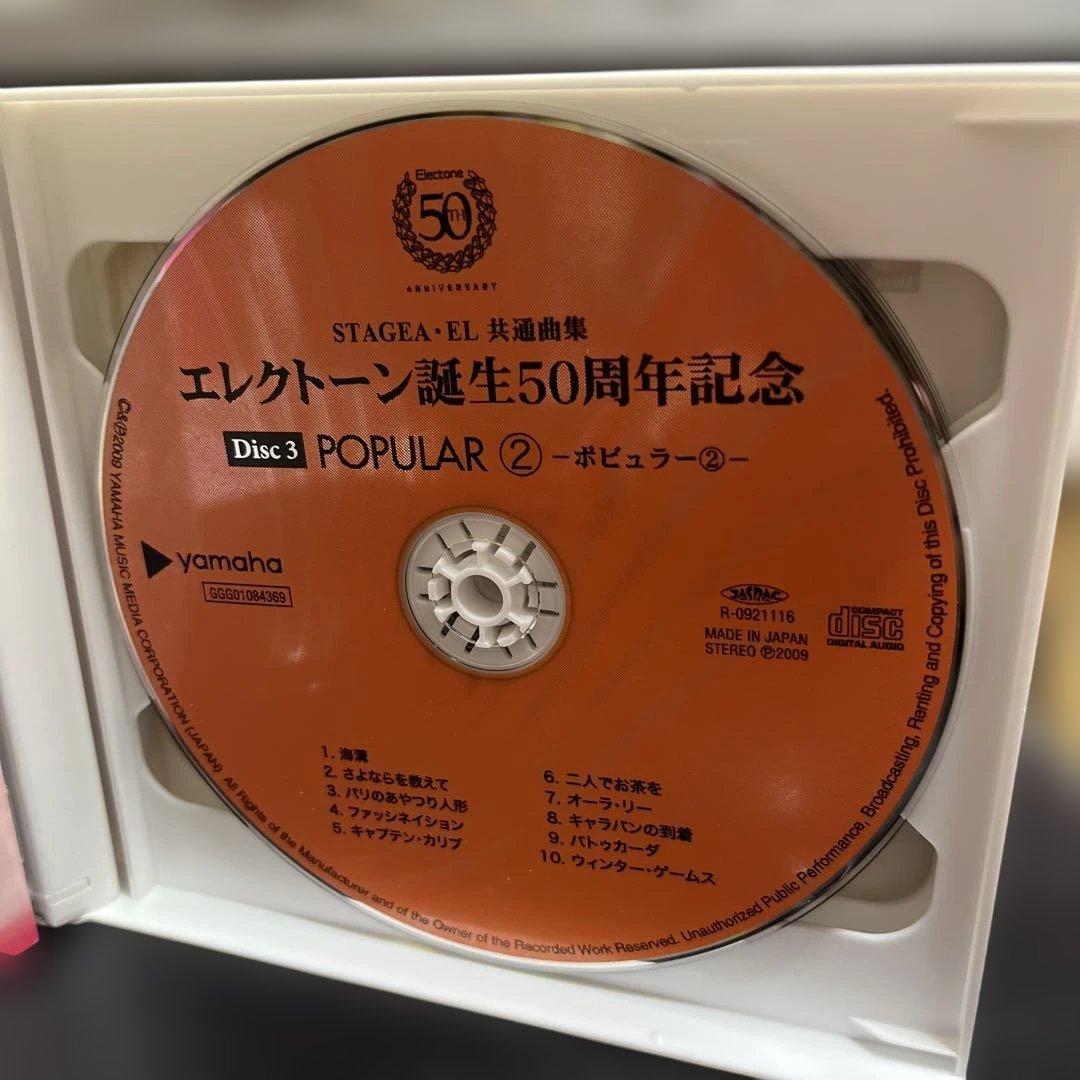 Electone
50TH
ANNIVERSARY
STAGEA・EL 共通曲集
エレクトーン誕生50周年記念
Disc 3 POPULAR ② －ポピュラー②－
yamaha
GGG01084369
JASRAC
R-0921116
MADE IN JAPAN
STEREO Ⓟ2009
COMPACT
disc
DIGITAL AUDIO
1. 海溝
2. さよならを教えて
3. パリのあやつり人形
4. ファッシネイション
5. キャプテン・カリブ
6. 二人でお茶を
7. オーラ・リー
8. キャラバンの到着
9. バトゥカーダ
10. ウィンター・ゲームス
©&Ⓟ2009 YAMAHA MUSIC MEDIA CORPORATION (JAPAN) All Rights of the Manufacturer and of the Owner of the Recorded Work Reserved. Unauthorized Public Performance, Broadcasting, Renting and Copying of this Disc Prohibited.